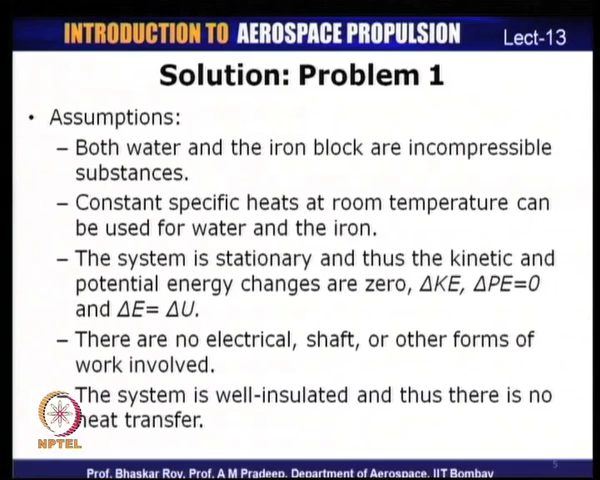 INTRODUCTION TO AEROSPACE PROPULSION Lect-13
Solution: Problem 1
• Assumptions:
– Both water and the iron block are incompressible
substances.
– Constant specific heats at room temperature can
be used for water and the iron.
– The system is stationary and thus the kinetic and
potential energy changes are zero, ΔKE, ΔPE=0
and ΔE= ΔU.
– There are no electrical, shaft, or other forms of
work involved.
The system is well-insulated and thus there is no
heat transfer.
NPTEL
5
Prof. Bhaskar Roy, Prof. A M Pradeep, Department of Aerospace, IIT Bombay